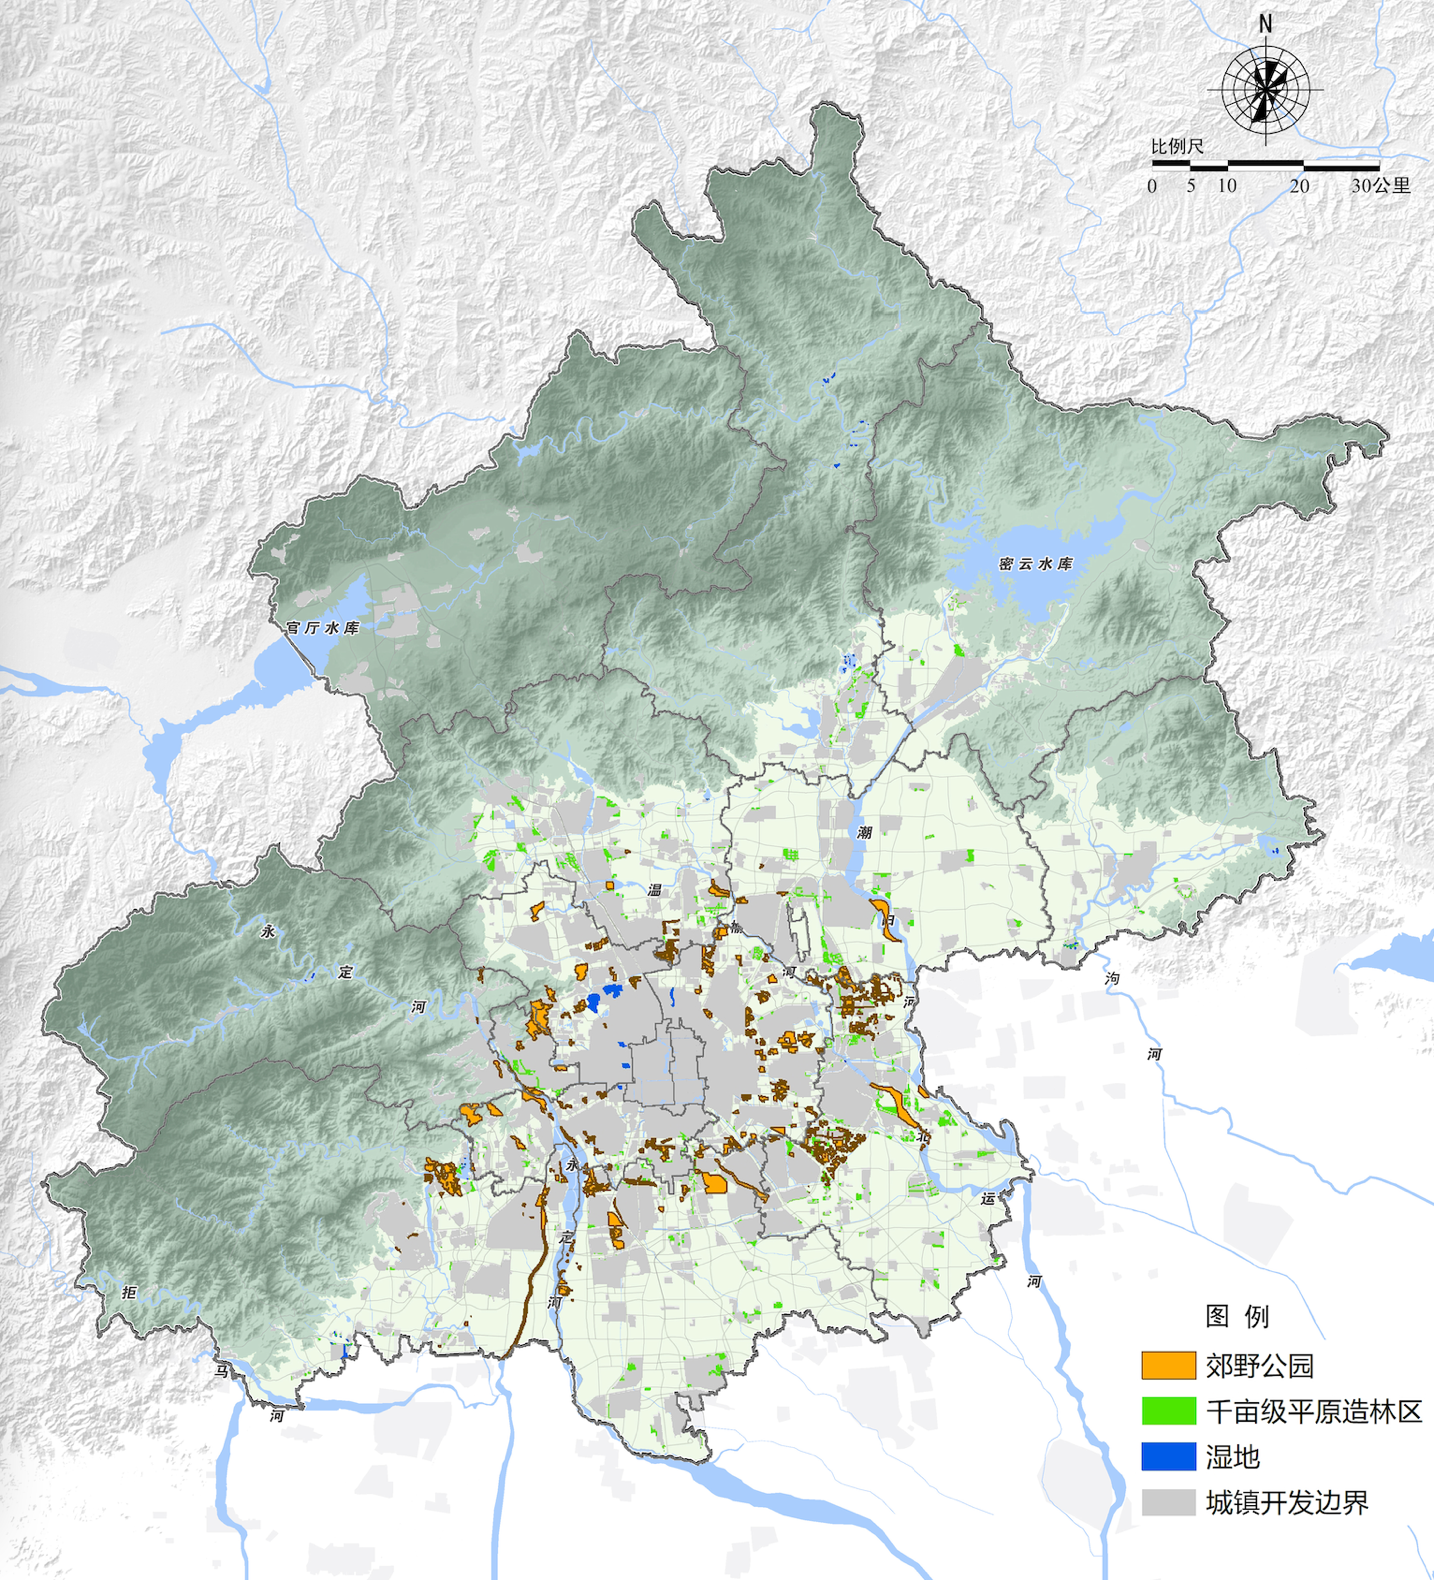 N
比例尺
0 5 10 20 30公里
密云水库
官厅水库
潮
白
河
温
榆
河
永
定
河
泃
河
北
运
河
永
定
河
拒
马
河
图 例
郊野公园
千亩级平原造林区
湿地
城镇开发边界